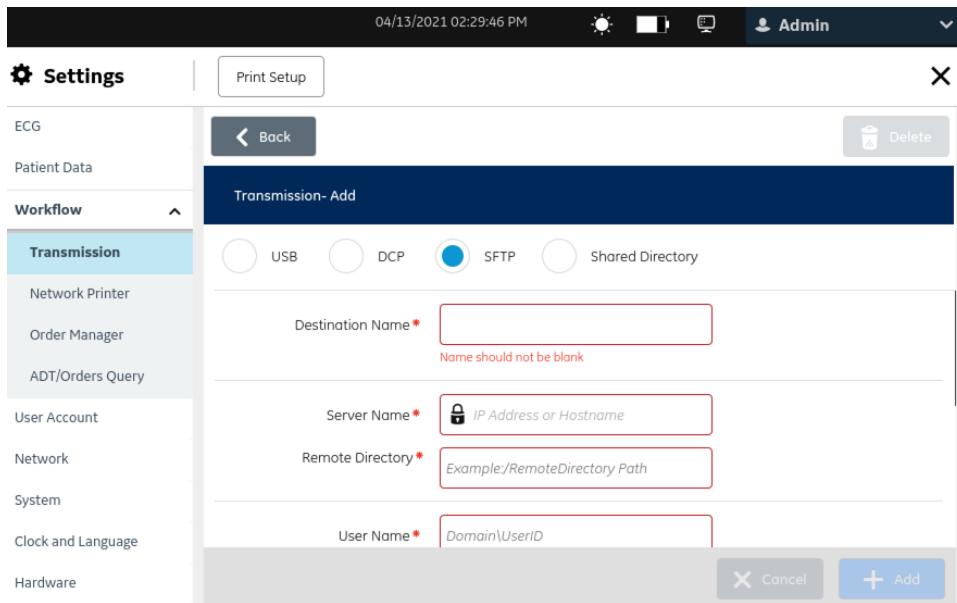 04/13/2021 02:29:46 PM Admin
Settings Print Setup
ECG
Back Delete
Patient Data
Transmission- Add
Workflow
Transmission
USB DCP SFTP Shared Directory
Network Printer
Destination Name*
Order Manager
Name should not be blank
ADT/Orders Query
User Account
Server Name* IP Address or Hostname
Network
Remote Directory* Example:/RemoteDirectory Path
System
User Name* Domain\UserID
Clock and Language
Hardware
Cancel Add